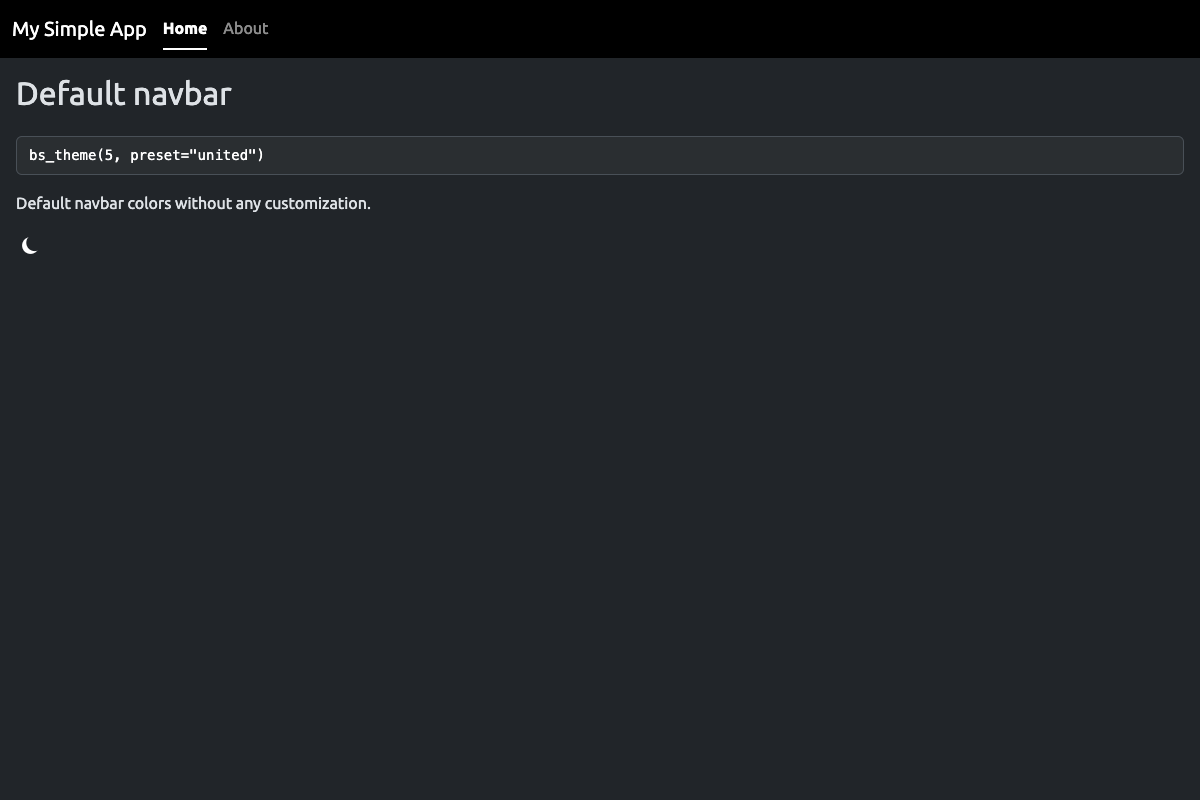 My Simple App Home About
Default navbar
bs_theme(5, preset="united")
Default navbar colors without any customization.